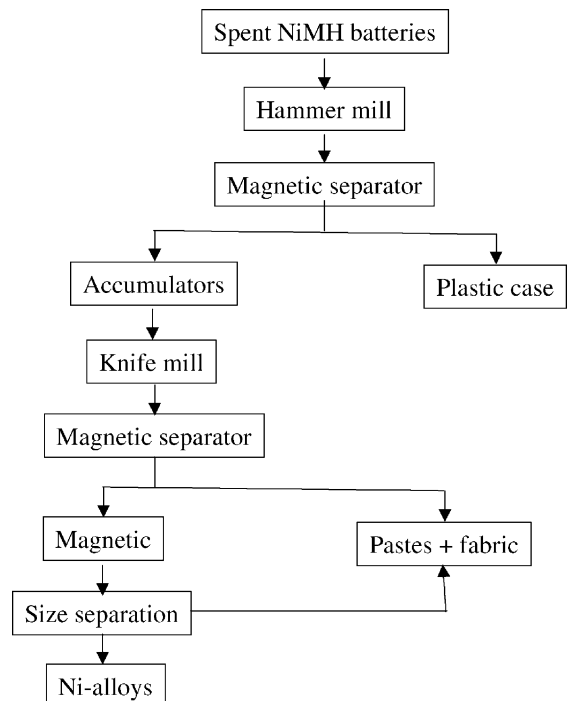 Spent NiMH batteries
Hammer mill
Magnetic separator
Accumulators
Plastic case
Knife mill
Magnetic separator
Magnetic
Pastes + fabric
Size separation
Ni-alloys